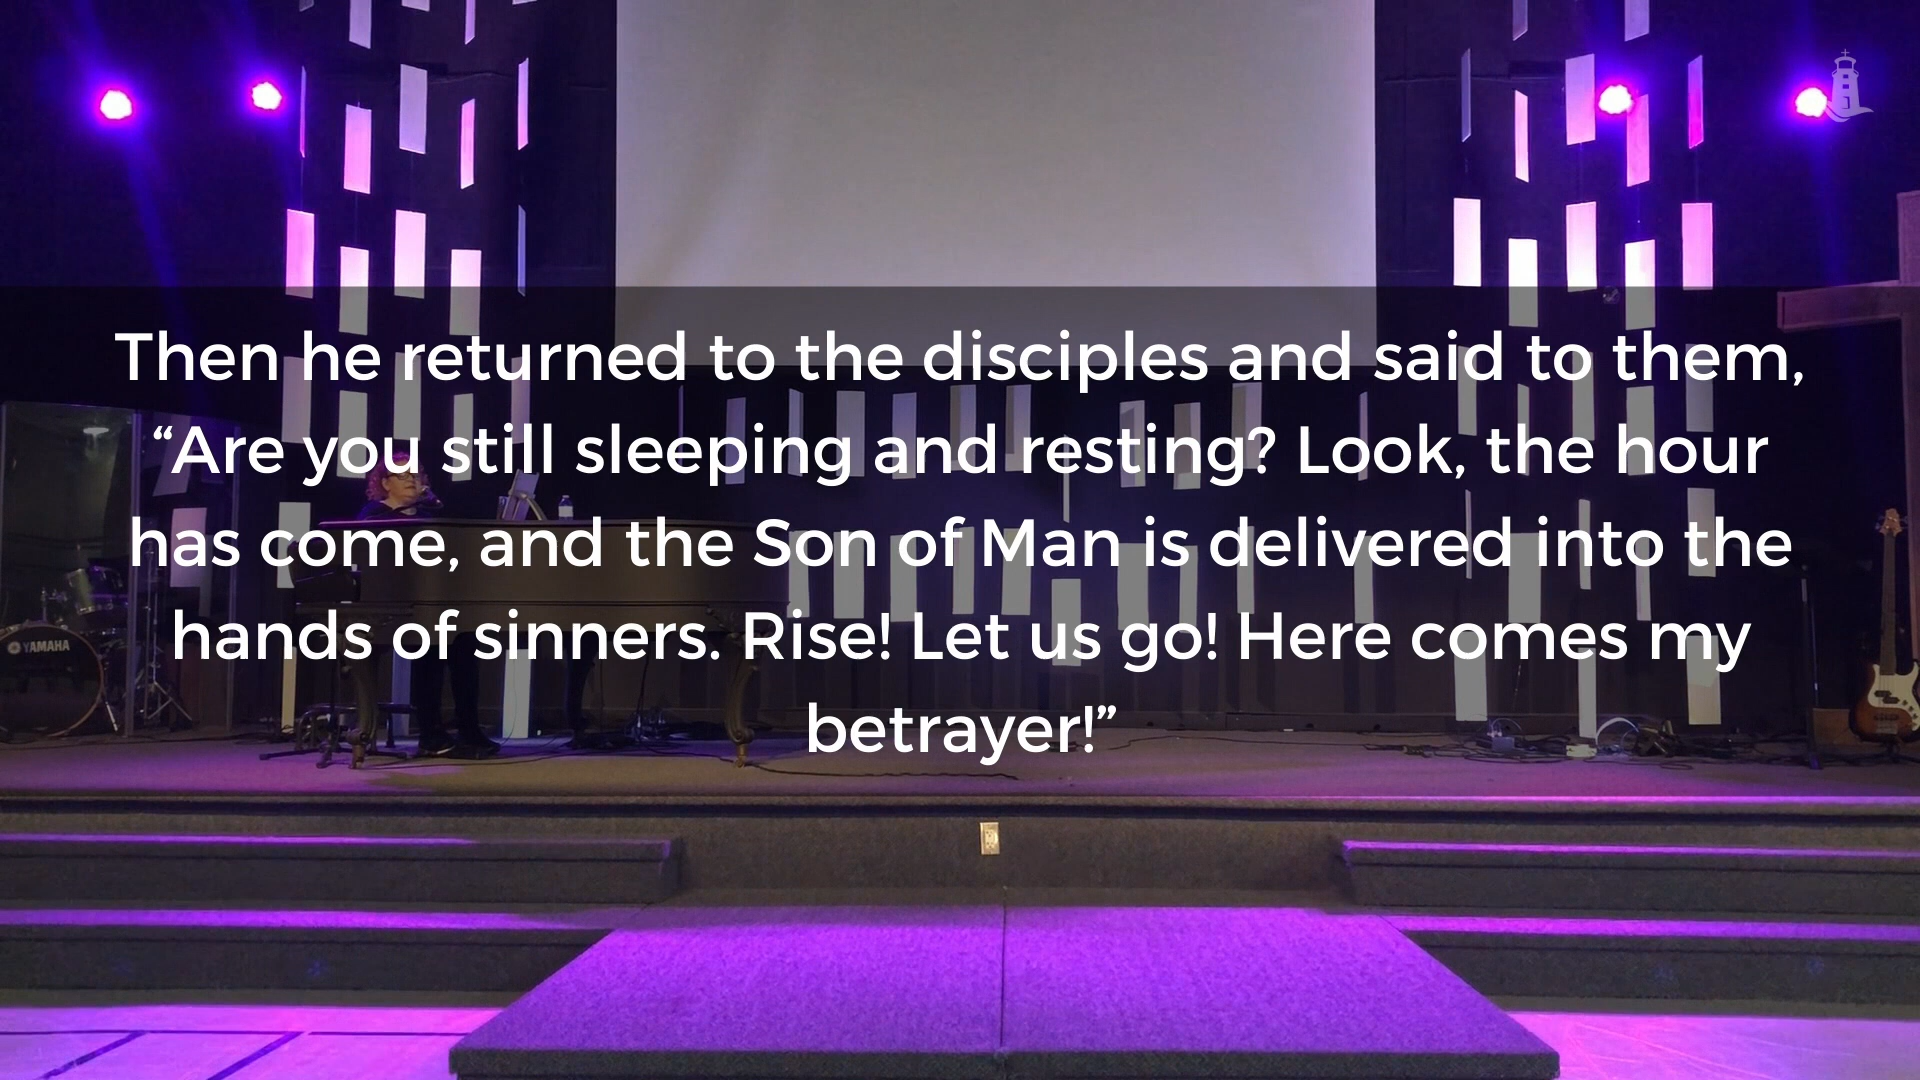 Then he returned to the disciples and said to them,
“Are you still sleeping and resting? Look, the hour
has come, and the Son of Man is delivered into the
hands of sinners. Rise! Let us go! Here comes my
betrayer!”
YAMAHA